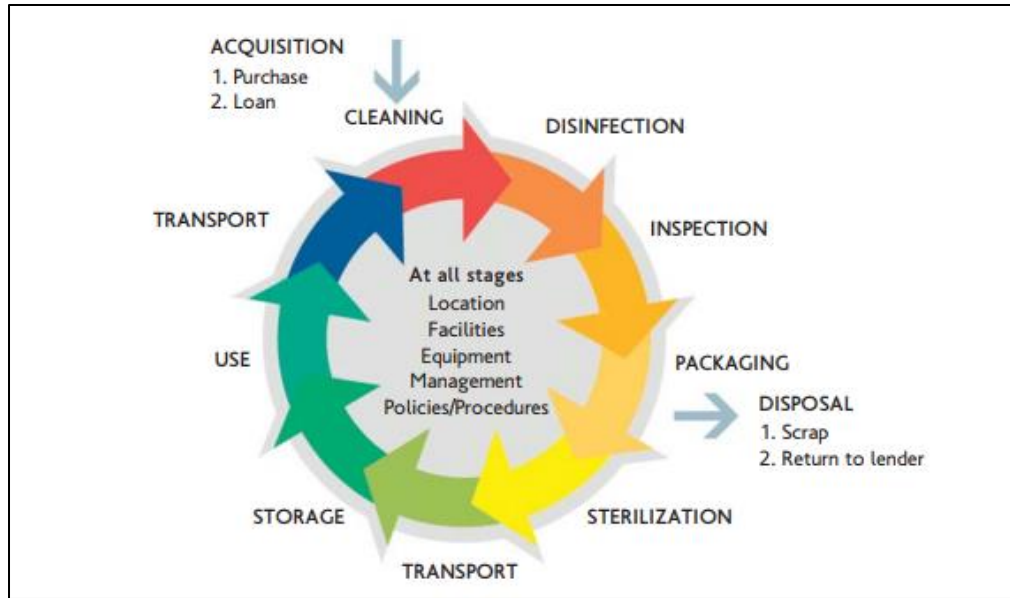 ACQUISITION
1. Purchase
2. Loan
CLEANING
DISINFECTION
INSPECTION
PACKAGING
DISPOSAL
1. Scrap
2. Return to lender
STERILIZATION
TRANSPORT
STORAGE
USE
TRANSPORT
At all stages
Location
Facilities
Equipment
Management
Policies/Procedures